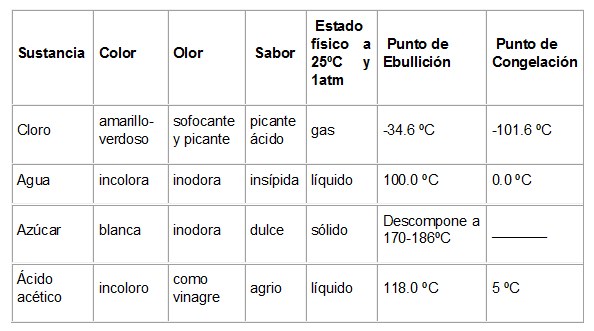 Sustancia Color Olor Sabor Estado físico a 25ºC y 1atm Punto de Ebullición Punto de Congelación
Cloro amarillo-verdoso sofocante y picante picante ácido gas -34.6 ºC -101.6 ºC
Agua incolora inodora insípida líquido 100.0 ºC 0.0 ºC
Azúcar blanca inodora dulce sólido Descompone a 170-186ºC _______
Ácido acético incoloro como vinagre agrio líquido 118.0 ºC 5 ºC